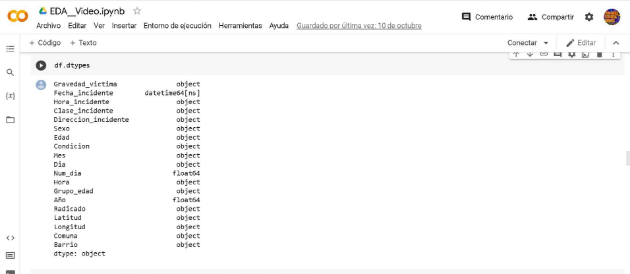 EDA__Video.ipynb
Comentario
Compartir
Archivo Editar Ver Insertar Entorno de ejecución Herramientas Ayuda Guardado por última vez: 10 de octubre
+ Código + Texto
Conectar
Editar
df.dtypes
Gravedad_victima object
Fecha_incidente datetime64[ns]
Hora_incidente object
Clase_incidente object
Direccion_incidente object
Sexo object
Edad object
Condicion object
Mes object
Dia object
Num_dia float64
Hora object
Grupo_edad object
Año float64
Radicado object
Latitud object
Longitud object
Comuna object
Barrio object
dtype: object